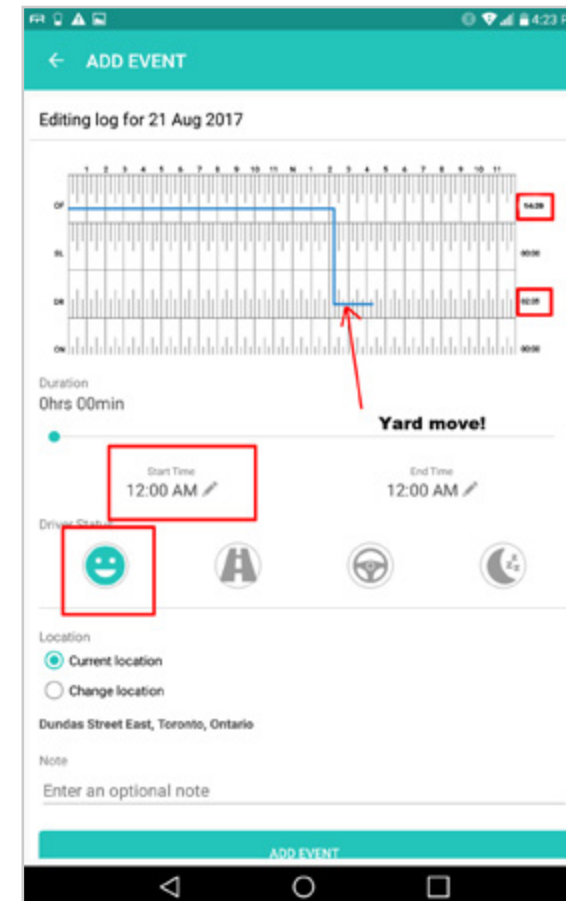 4:23 P
ADD EVENT
Editing log for 21 Aug 2017
1 2 3 4 5 6 7 8 9 10 11 N 1 2 3 4 5 6 7 8 9 10 11
OF
SL 00:00
DR 02:05
ON 00:00
Duration
0hrs 00min
Yard move!
Start Time End Time
12:00 AM 12:00 AM
Driver Status
Location
Current location
Change location
Dundas Street East, Toronto, Ontario
Note
Enter an optional note
ADD EVENT